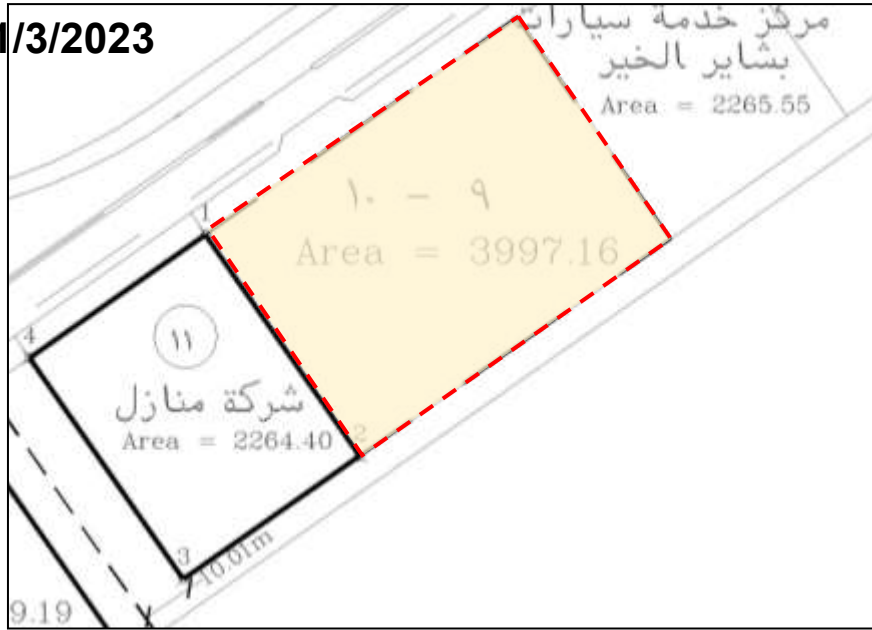 1/3/2023
مركز خدمة سيارات
بشاير الخير
Area = 2265.55
١٠ - ٩
Area = 3997.16
1
4
١١
شركة منازل
Area = 2264.40
2
3
10.01m
9.19